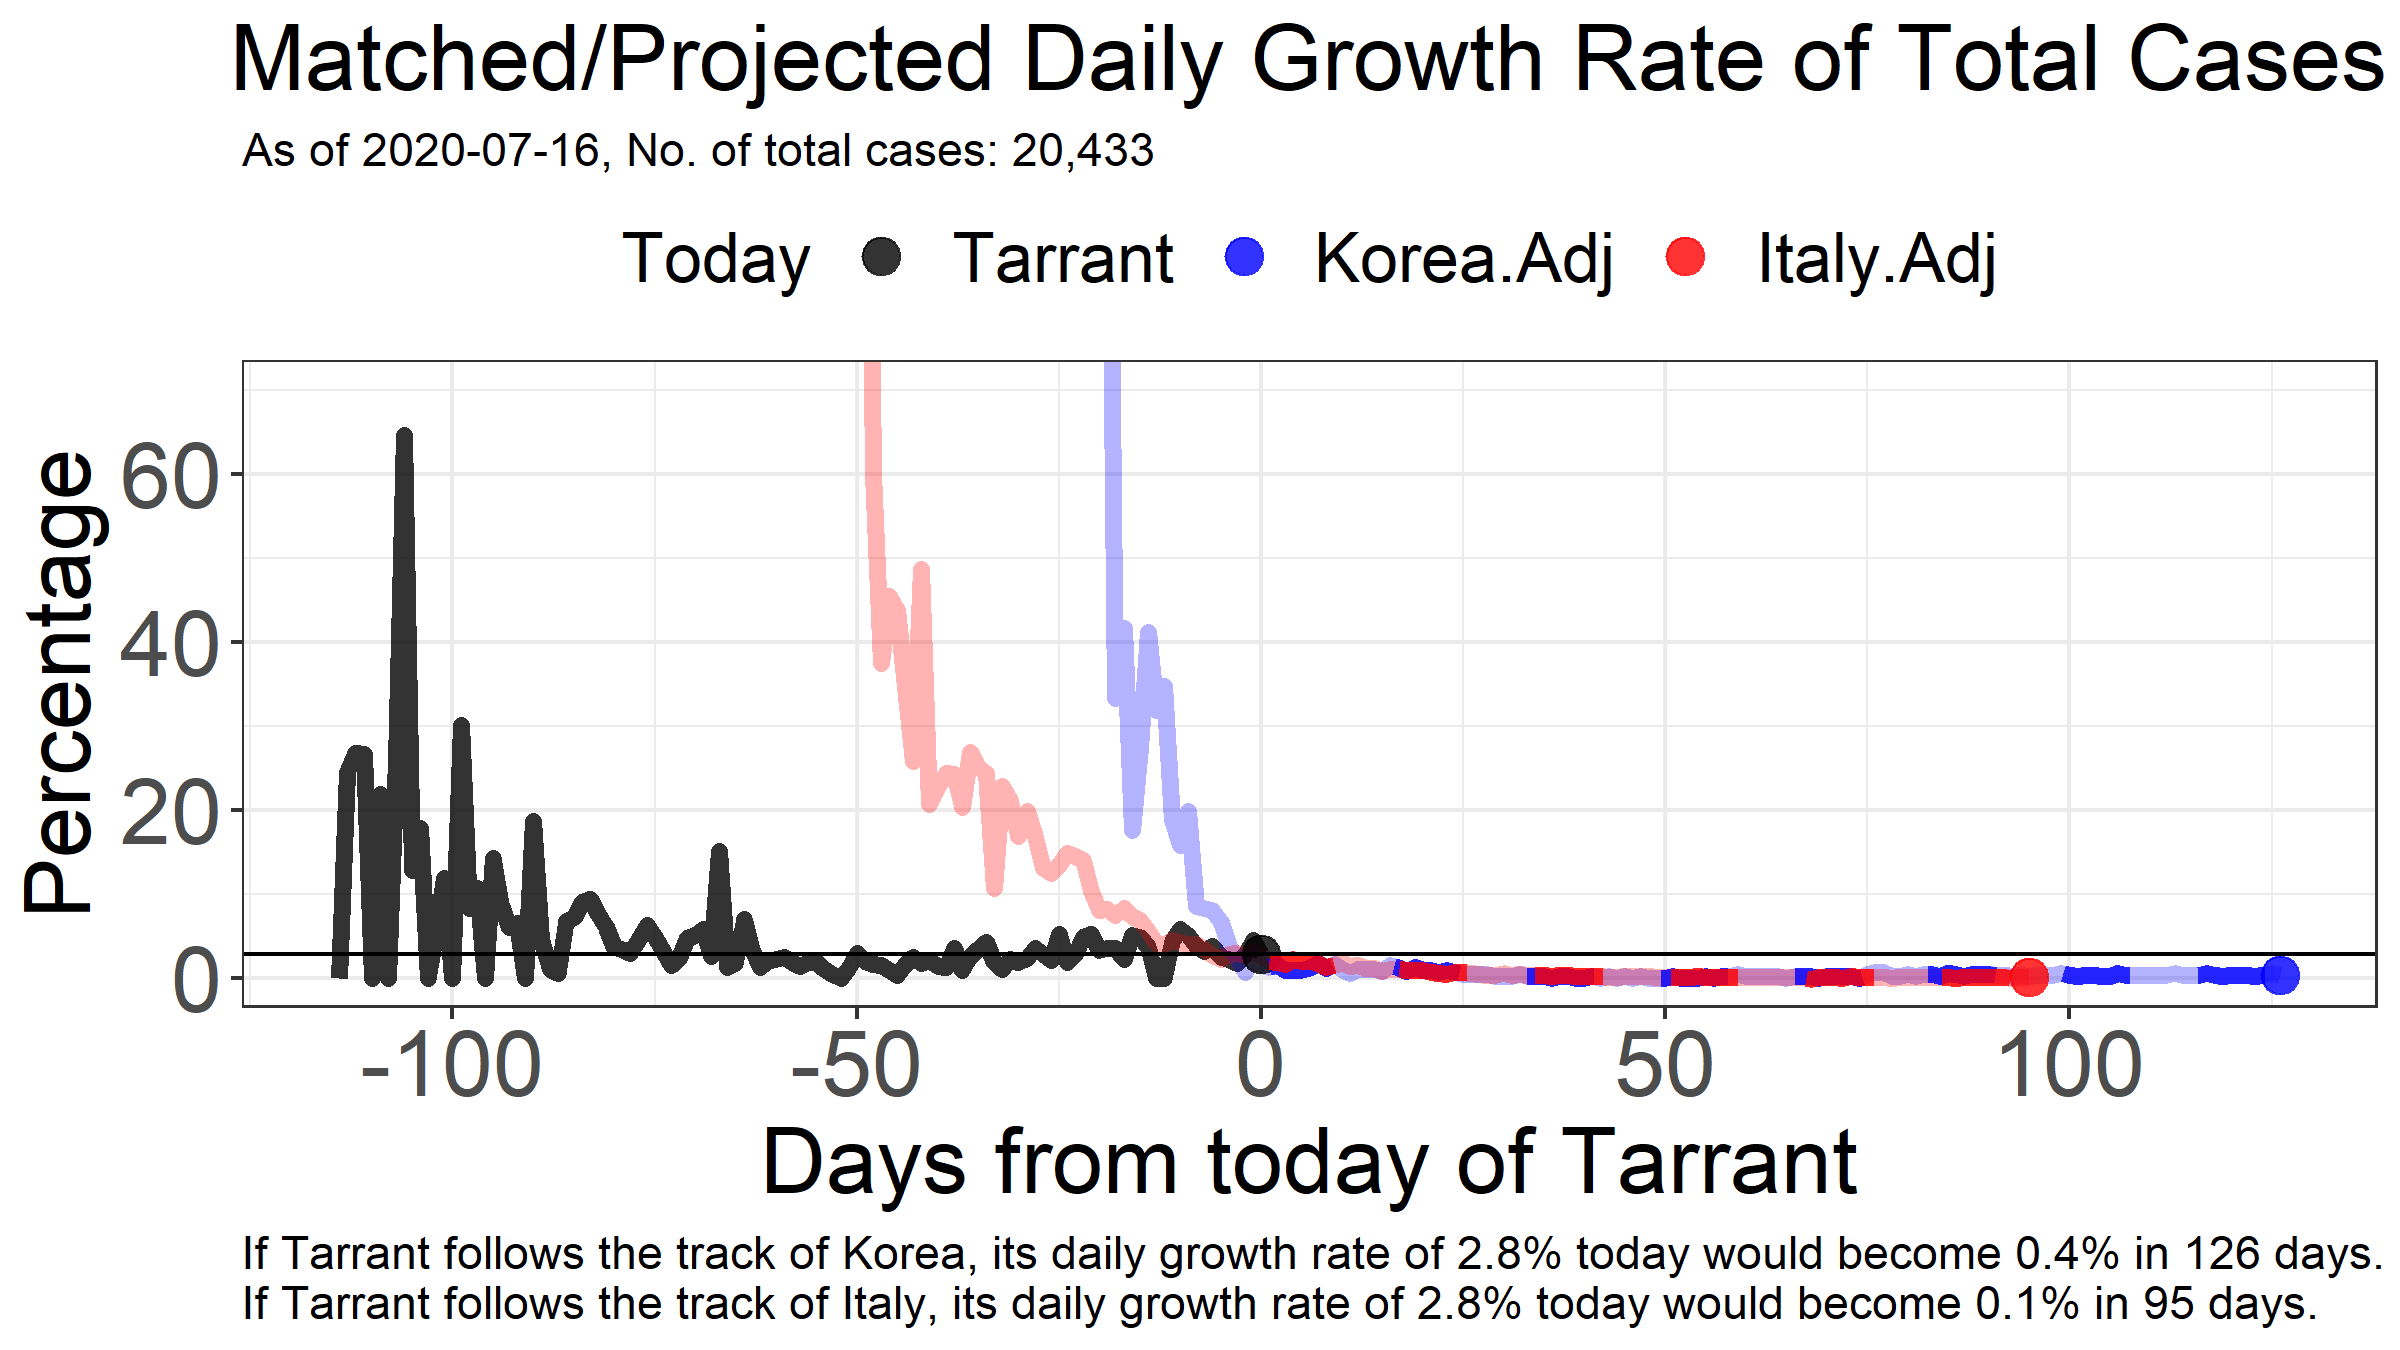 Matched/Projected Daily Growth Rate of Total Cases
As of 2020-07-16, No. of total cases: 20,433
Today Tarrant Korea.Adj Italy.Adj
Percentage
60
40
20
0
-100 -50 0 50 100
Days from today of Tarrant
If Tarrant follows the track of Korea, its daily growth rate of 2.8% today would become 0.4% in 126 days.
If Tarrant follows the track of Italy, its daily growth rate of 2.8% today would become 0.1% in 95 days.